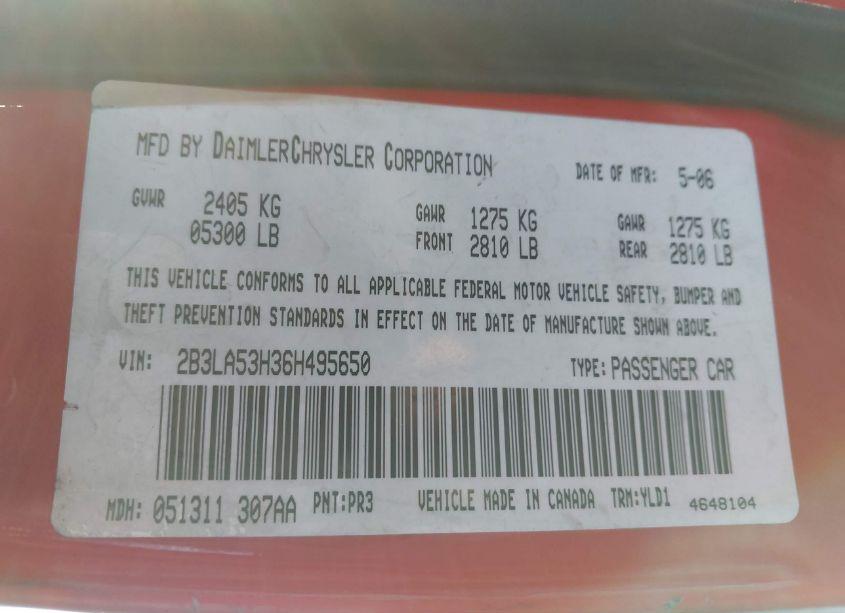 MFD BY DAIMLERCHRYSLER CORPORATION DATE OF MFR: 5-06
GVWR 2405 KG GAWR 1275 KG GAWR 1275 KG
05300 LB FRONT 2810 LB REAR 2810 LB
THIS VEHICLE CONFORMS TO ALL APPLICABLE FEDERAL MOTOR VEHICLE SAFETY, BUMPER AND
THEFT PREVENTION STANDARDS IN EFFECT ON THE DATE OF MANUFACTURE SHOWN ABOVE.
VIN: 2B3LA53H36H495650 TYPE: PASSENGER CAR
MDH: 051311 307AA PNT:PR3 VEHICLE MADE IN CANADA TRM:YLD1 4648104